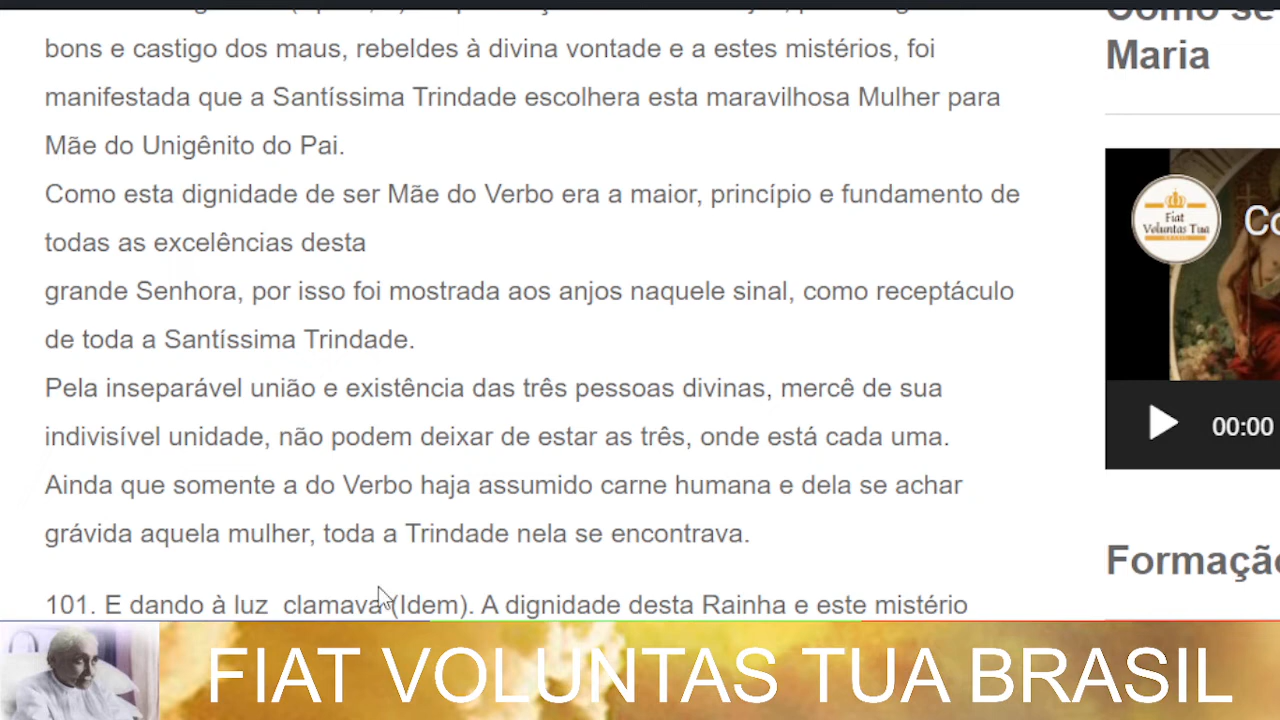 bons e castigo dos maus, rebeldes à divina vontade e a estes mistérios, foi
manifestada que a Santíssima Trindade escolhera esta maravilhosa Mulher para
Mãe do Unigênito do Pai.
Como esta dignidade de ser Mãe do Verbo era a maior, princípio e fundamento de
todas as excelências desta
grande Senhora, por isso foi mostrada aos anjos naquele sinal, como receptáculo
de toda a Santíssima Trindade.
Pela inseparável união e existência das três pessoas divinas, mercê de sua
indivisível unidade, não podem deixar de estar as três, onde está cada uma.
Ainda que somente a do Verbo haja assumido carne humana e dela se achar
grávida aquela mulher, toda a Trindade nela se encontrava.
101. E dando à luz clamava (Idem). A dignidade desta Rainha e este mistério
Como se
Maria
Fiat
Voluntas Tua
Co
00:00
Formação
FIAT VOLUNTAS TUA BRASIL